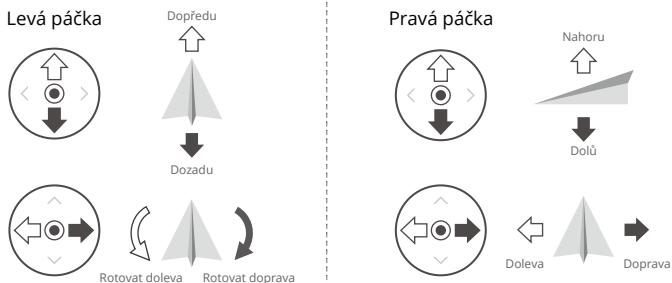 Levá páčka
Dopředu
Dozadu
Rotovat doleva
Rotovat doprava
Pravá páčka
Nahoru
Dolů
Doleva
Doprava